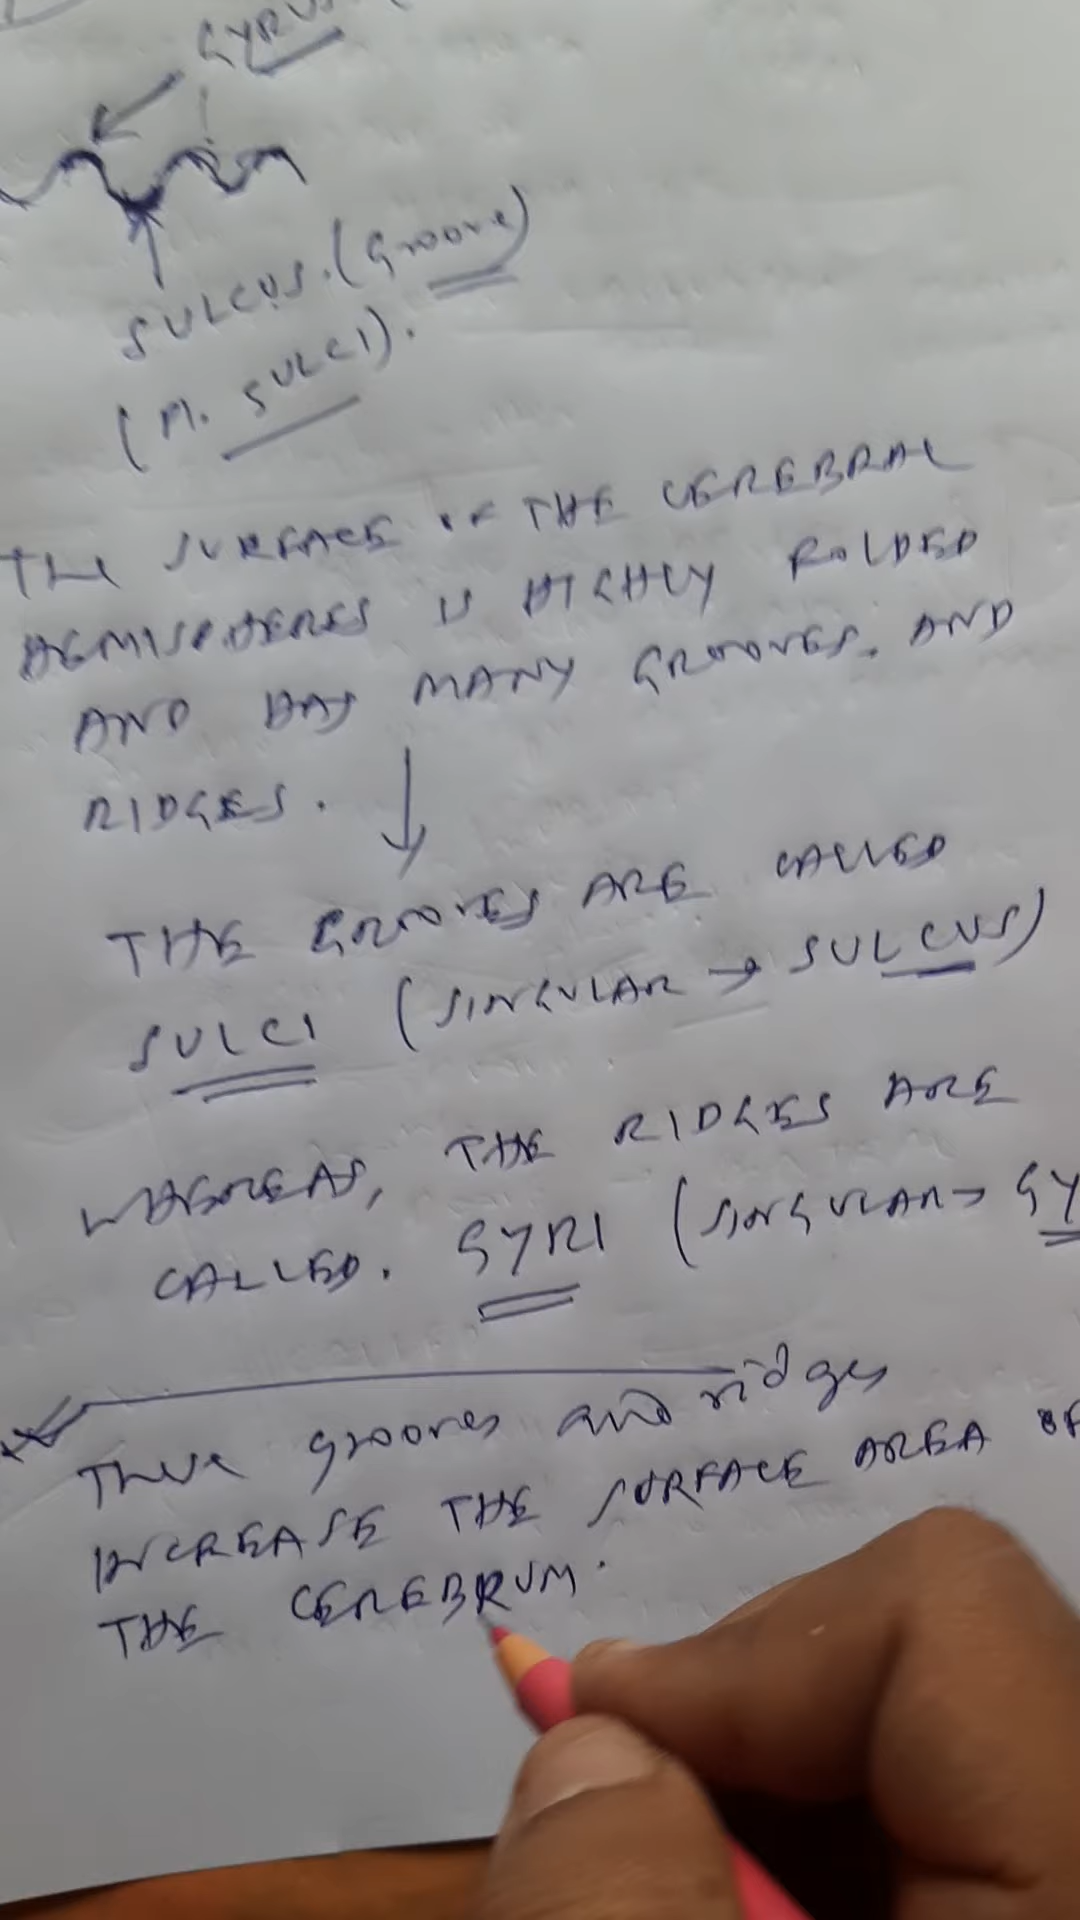 GYRUS
SULCUS. (Groove)
(Pl. SULCI).
THE SURFACE OF THE CEREBRAL
HEMISPHERES IS HIGHLY FOLDED
AND HAS MANY GROOVES. AND
RIDGES.
THE GROOVES ARE CALLED
SULCI (SINGULAR → SULCUS)
WHEREAS, THE RIDGES ARE
CALLED. GYRI (SINGULAR → GY
These grooves and ridges
INCREASE THE SURFACE AREA OF
THE CEREBRUM.